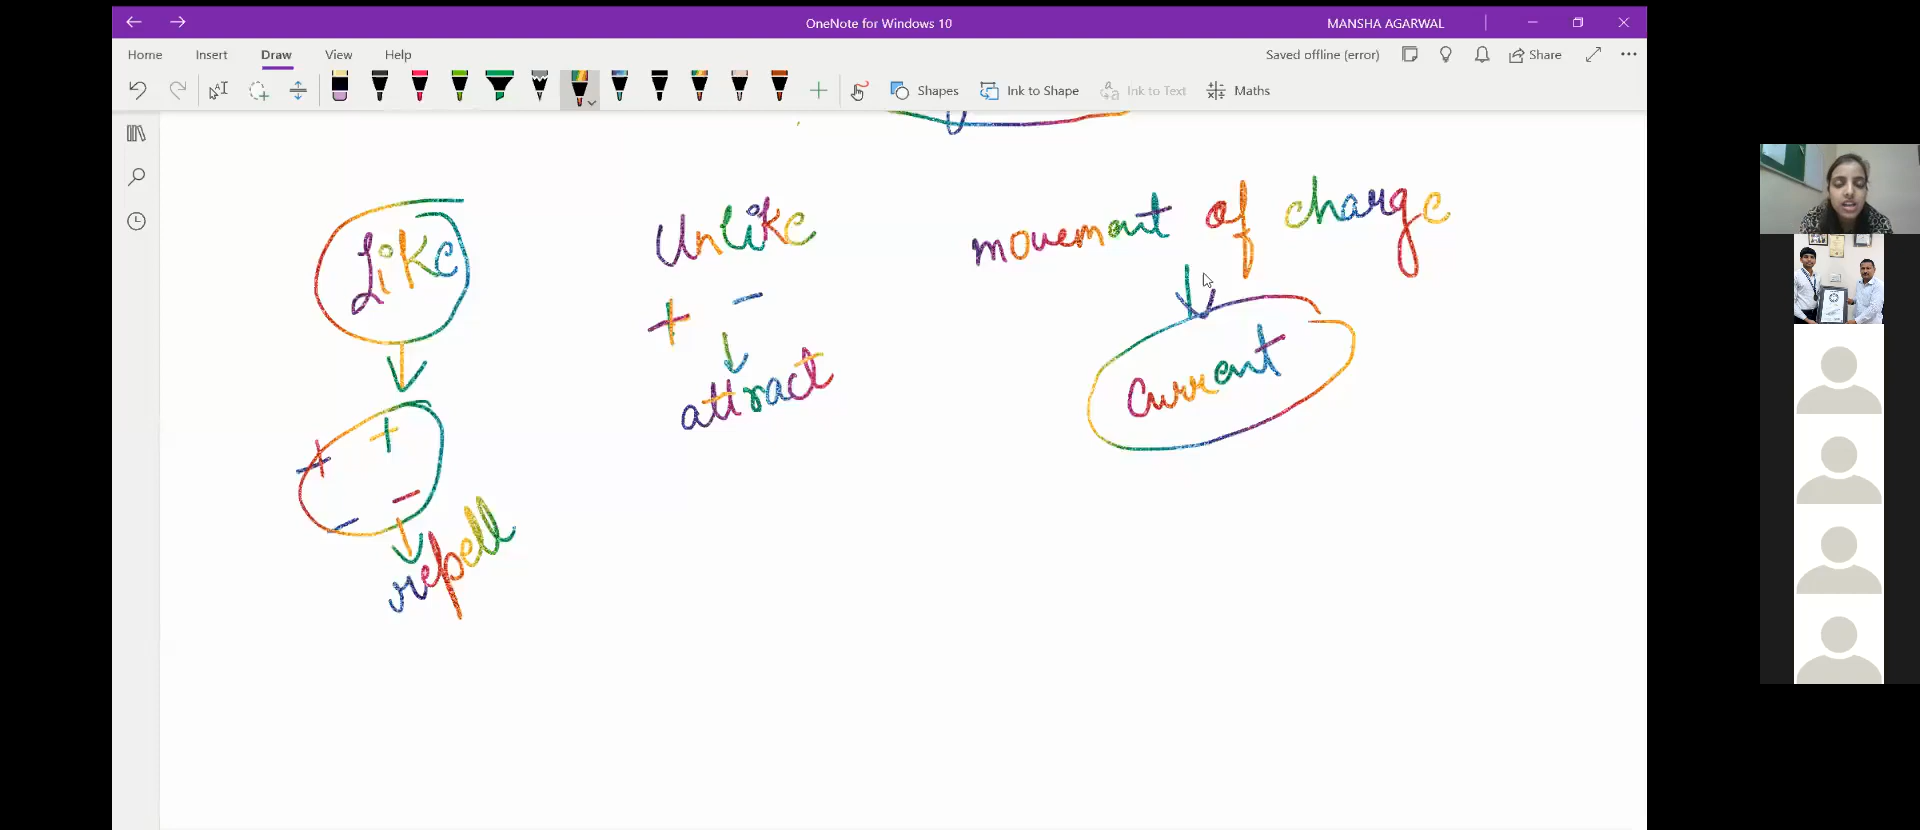 OneNote for Windows 10
MANSHA AGARWAL
Home Insert Draw View Help
Saved offline (error)
Share
Shapes
Ink to Shape
Ink to Text
Maths
Like
+ +
- -
repell
Unlike
+ -
attract
movement of charge
Current